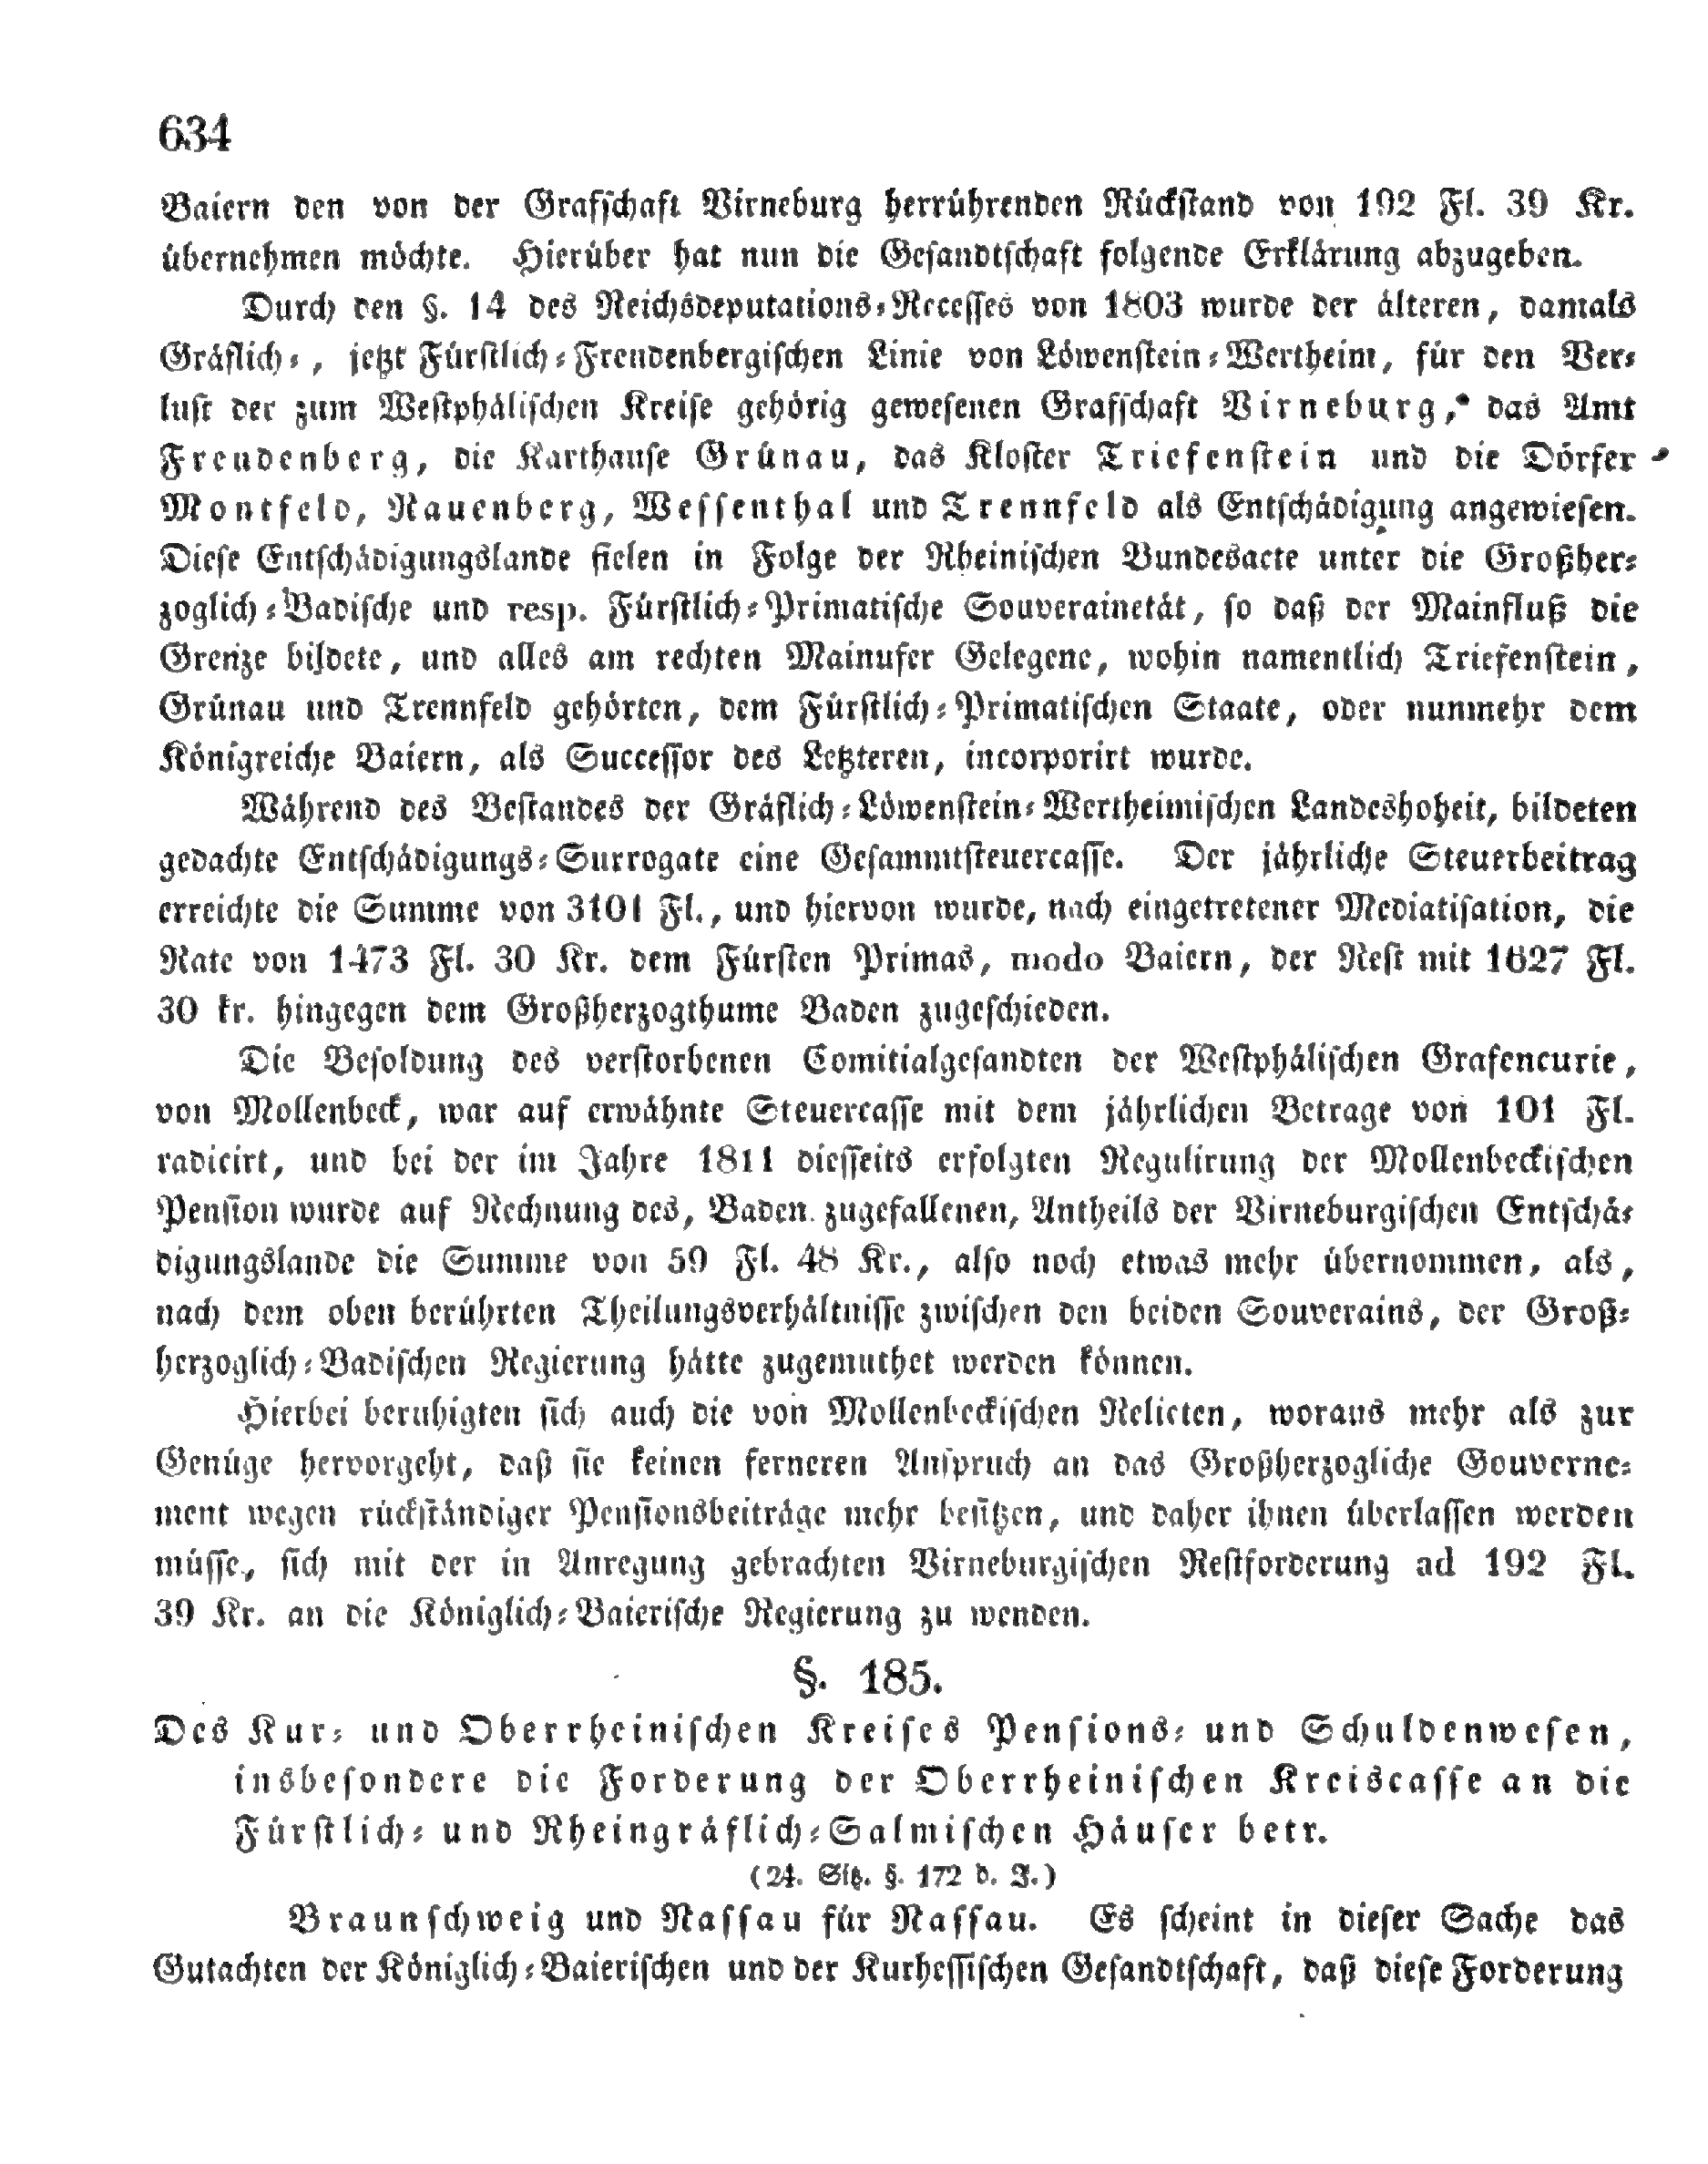 634
Baiern den von der Grafschaft Virneburg herrührenden Rückstand von 192 Fl. 39 Kr.
übernehmen möchte. Hierüber hat nun die Gesandtschaft folgende Erklärung abzugeben.
Durch den §. 14 des Reichsdeputations-Recesses von 1803 wurde der älteren, damals
Gräflich-, jetzt Fürstlich-Freudenbergischen Linie von Löwenstein-Wertheim, für den Ver-
lust der zum Westphälischen Kreise gehörig gewesenen Grafschaft Virneburg, das Amt
Freudenberg, die Karthause Grünau, das Kloster Triefenstein und die Dörfer
Montfeld, Rauenberg, Wessenthal und Trennfeld als Entschädigung angewiesen.
Diese Entschädigungslande fielen in Folge der Rheinischen Bundesacte unter die Großher-
zoglich-Badische und resp. Fürstlich-Primatische Souverainetät, so daß der Mainfluß die
Grenze bildete, und alles am rechten Mainufer Gelegene, wohin namentlich Triefenstein,
Grünau und Trennfeld gehörten, dem Fürstlich-Primatischen Staate, oder nunmehr dem
Königreiche Baiern, als Successor des Letzteren, incorporirt wurde.
Während des Bestandes der Gräflich-Löwenstein-Wertheimischen Landeshoheit, bildeten
gedachte Entschädigungs-Surrogate eine Gesammtsteuercasse. Der jährliche Steuerbeitrag
erreichte die Summe von 3101 Fl., und hiervon wurde, nach eingetretener Mediatisation, die
Rate von 1473 Fl. 30 Kr. dem Fürsten Primas, modo Baiern, der Rest mit 1627 Fl.
30 kr. hingegen dem Großherzogthume Baden zugeschieden.
Die Besoldung des verstorbenen Comitialgesandten der Westphälischen Grafencurie,
von Mollenbeck, war auf erwähnte Steuercasse mit dem jährlichen Betrage von 101 Fl.
radicirt, und bei der im Jahre 1811 diesseits erfolgten Regulirung der Mollenbeckischen
Pension wurde auf Rechnung des, Baden zugefallenen, Antheils der Virneburgischen Entschä-
digungslande die Summe von 59 Fl. 48 Kr., also noch etwas mehr übernommen, als,
nach dem oben berührten Theilungsverhältnisse zwischen den beiden Souverains, der Groß-
herzoglich-Badischen Regierung hätte zugemuthet werden können.
Hierbei beruhigten sich auch die von Mollenbeckischen Relicten, woraus mehr als zur
Genüge hervorgeht, daß sie keinen ferneren Anspruch an das Großherzogliche Gouverne-
ment wegen rückständiger Pensionsbeiträge mehr besitzen, und daher ihnen überlassen werden
müsse, sich mit der in Anregung gebrachten Virneburgischen Restforderung ad 192 Fl.
39 Kr. an die Königlich-Baierische Regierung zu wenden.
§. 185.
Des Kur- und Oberrheinischen Kreises Pensions- und Schuldenwesen,
insbesondere die Forderung der Oberrheinischen Kreiscasse an die
Fürstlich- und Rheingräflich-Salmischen Häuser betr.
(24. Sitz. §. 172 d. J.)
Braunschweig und Nassau für Nassau. Es scheint in dieser Sache das
Gutachten der Königlich-Baierischen und der Kurhessischen Gesandtschaft, daß diese Forderung